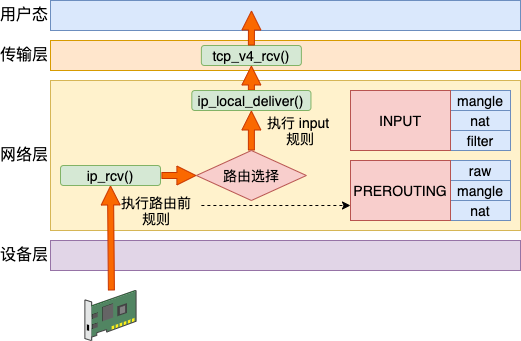 用户态
传输层
tcp_v4_rcv()
网络层
ip_local_deliver()
执行 input
规则
INPUT
mangle
nat
filter
ip_rcv()
路由选择
执行路由前
规则
PREROUTING
raw
mangle
nat
设备层